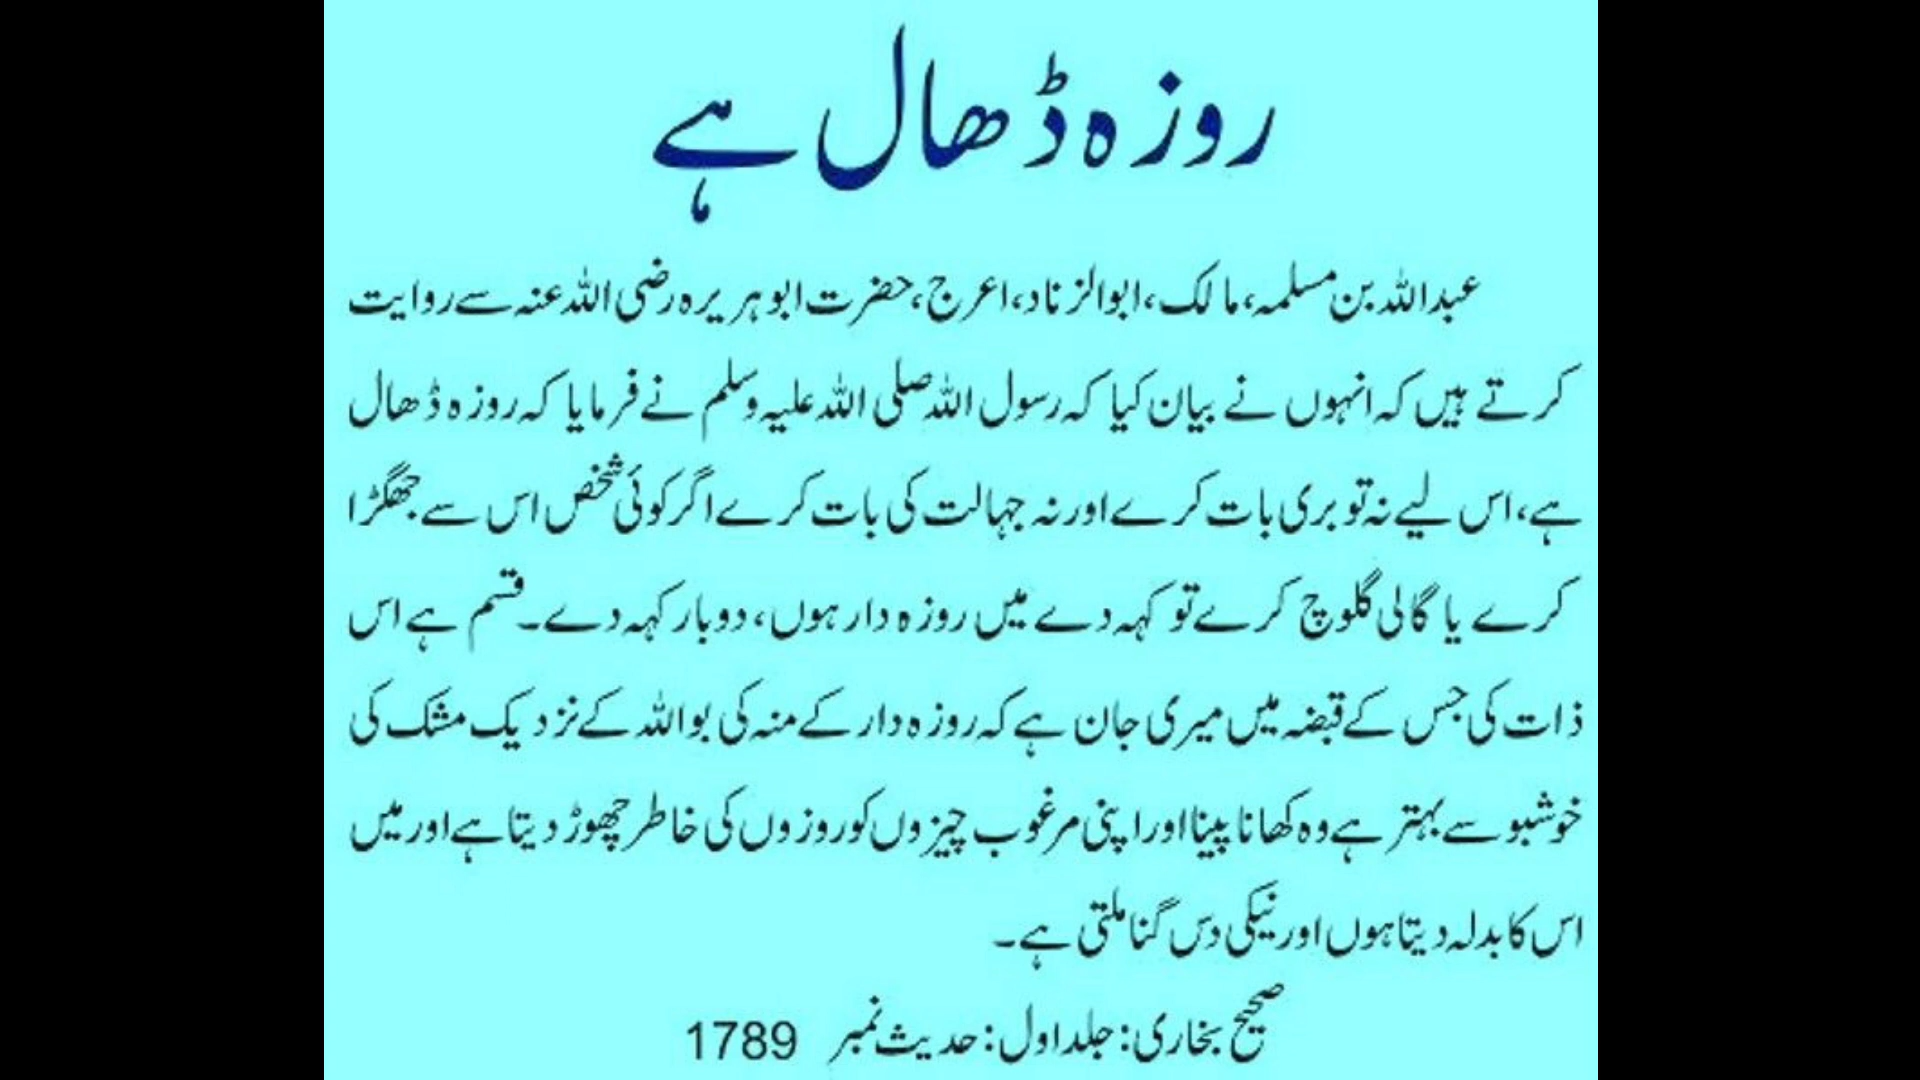 روزہ ڈھال ہے
عبداللہ بن مسلمہ، مالک، ابوالزناد، اعرج، حضرت ابوہریرہ رضی اللہ عنہ سے روایت
کرتے ہیں کہ انہوں نے بیان کیا کہ رسول اللہ صلی اللہ علیہ وسلم نے فرمایا کہ روزہ ڈھال
ہے، اس لیے نہ تو بری بات کرے اور نہ جہالت کی بات کرے اگر کوئی شخص اس سے جھگڑا
کرے یا گالی گلوچ کرے تو کہہ دے میں روزہ دار ہوں، دوبار کہہ دے۔ قسم ہے اس
ذات کی جس کے قبضہ میں میری جان ہے کہ روزہ دار کے منہ کی بو اللہ کے نزدیک مشک کی
خوشبو سے بہتر ہے وہ کھانا پینا اور اپنی مرغوب چیزوں کو روزوں کی خاطر چھوڑ دیتا ہے اور میں
اس کا بدلہ دیتا ہوں اور نیکی دس گنا ملتی ہے۔
صحیح بخاری: جلد اول: حدیث نمبر 1789